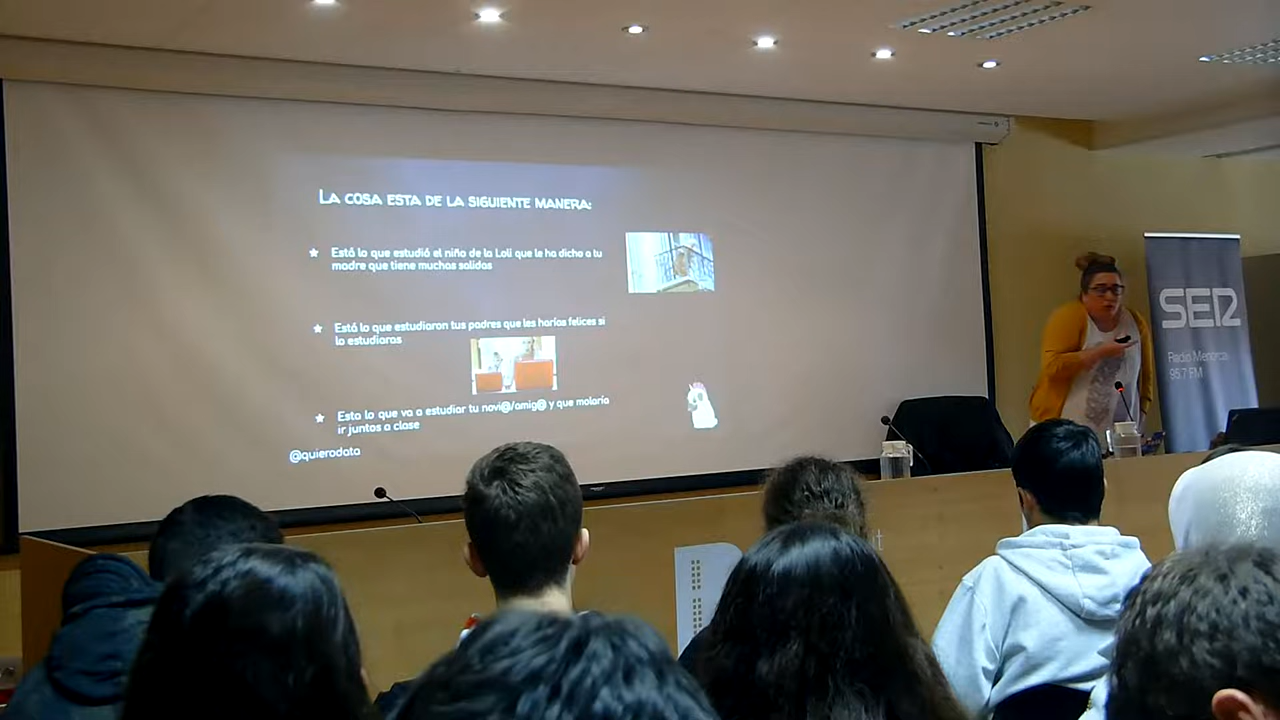 La cosa esta de la siguiente manera:
Está lo que estudió el niño de la Loli que le ha dicho a tu
madre que tiene muchas salidas
Está lo que estudiaron tus padres que les harías felices si
lo estudiaras
Esta lo que va a estudiar tu novi@/amig@ y que molaría
ir juntos a clase
@quierodata
SER
Radio Menorca
95.7 FM